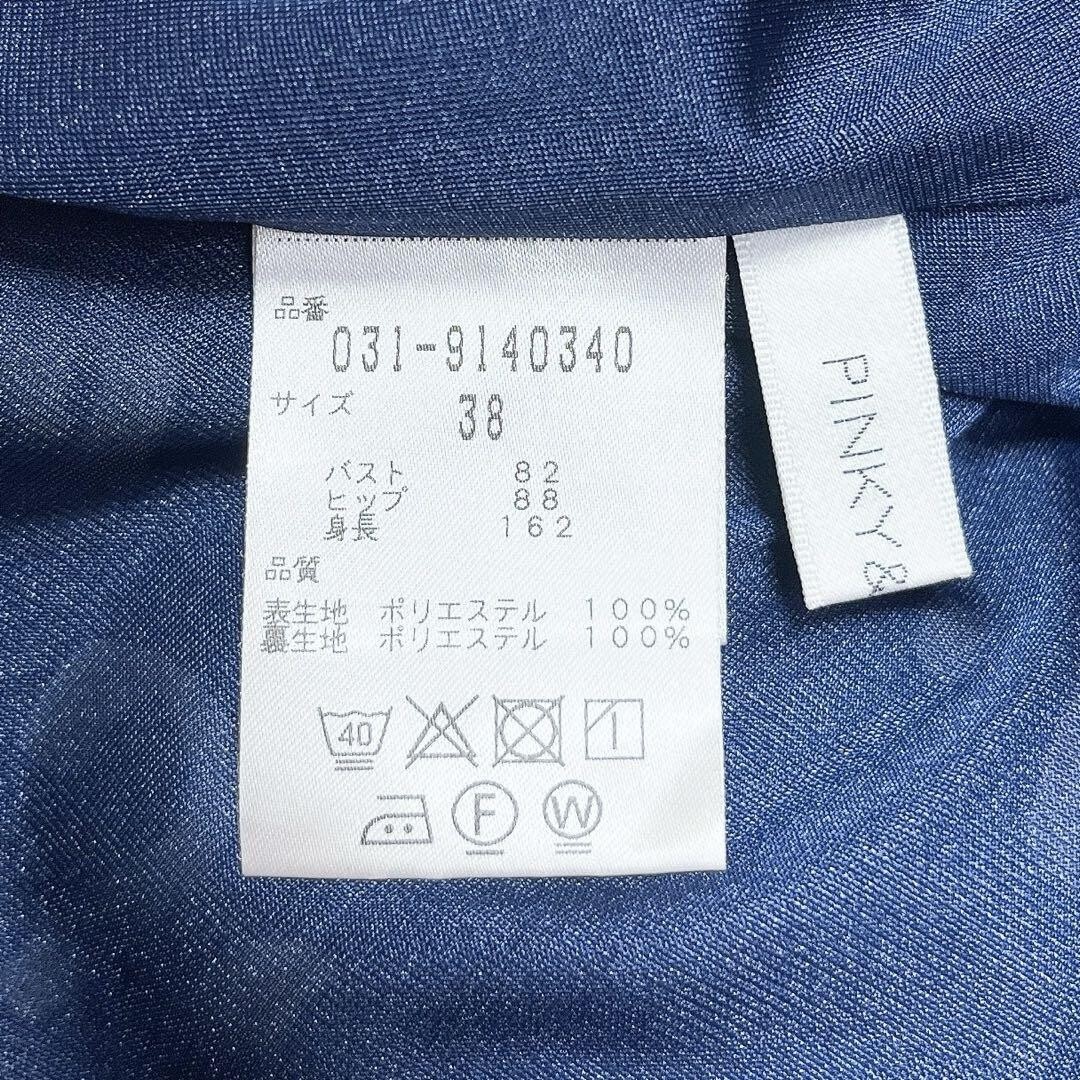 品番
031-9140340
サイズ 38
バスト 82
ヒップ 88
身長 162
品質
表生地 ポリエステル 100%
裏生地 ポリエステル 100%
40
1
F W
PINKY &